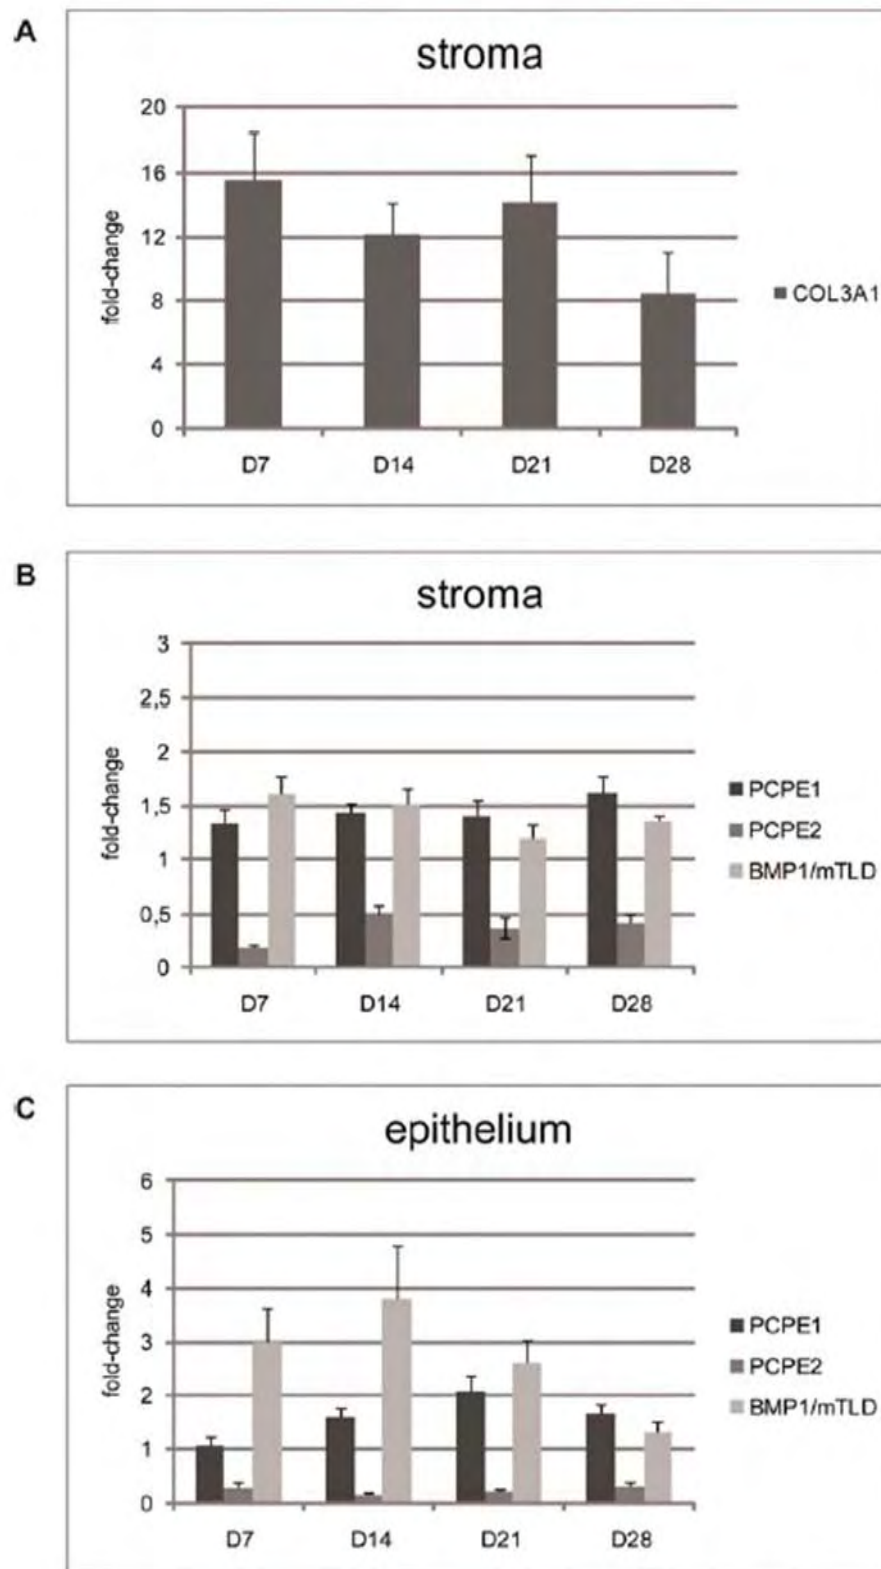 A
stroma
20
16
12
8
4
0
fold-change
D7 D14 D21 D28
COL3A1
B
stroma
3
2,5
2
1,5
1
0,5
0
fold-change
D7 D14 D21 D28
PCPE1
PCPE2
BMP1/mTLD
C
epithelium
6
5
4
3
2
1
0
fold-change
D7 D14 D21 D28
PCPE1
PCPE2
BMP1/mTLD